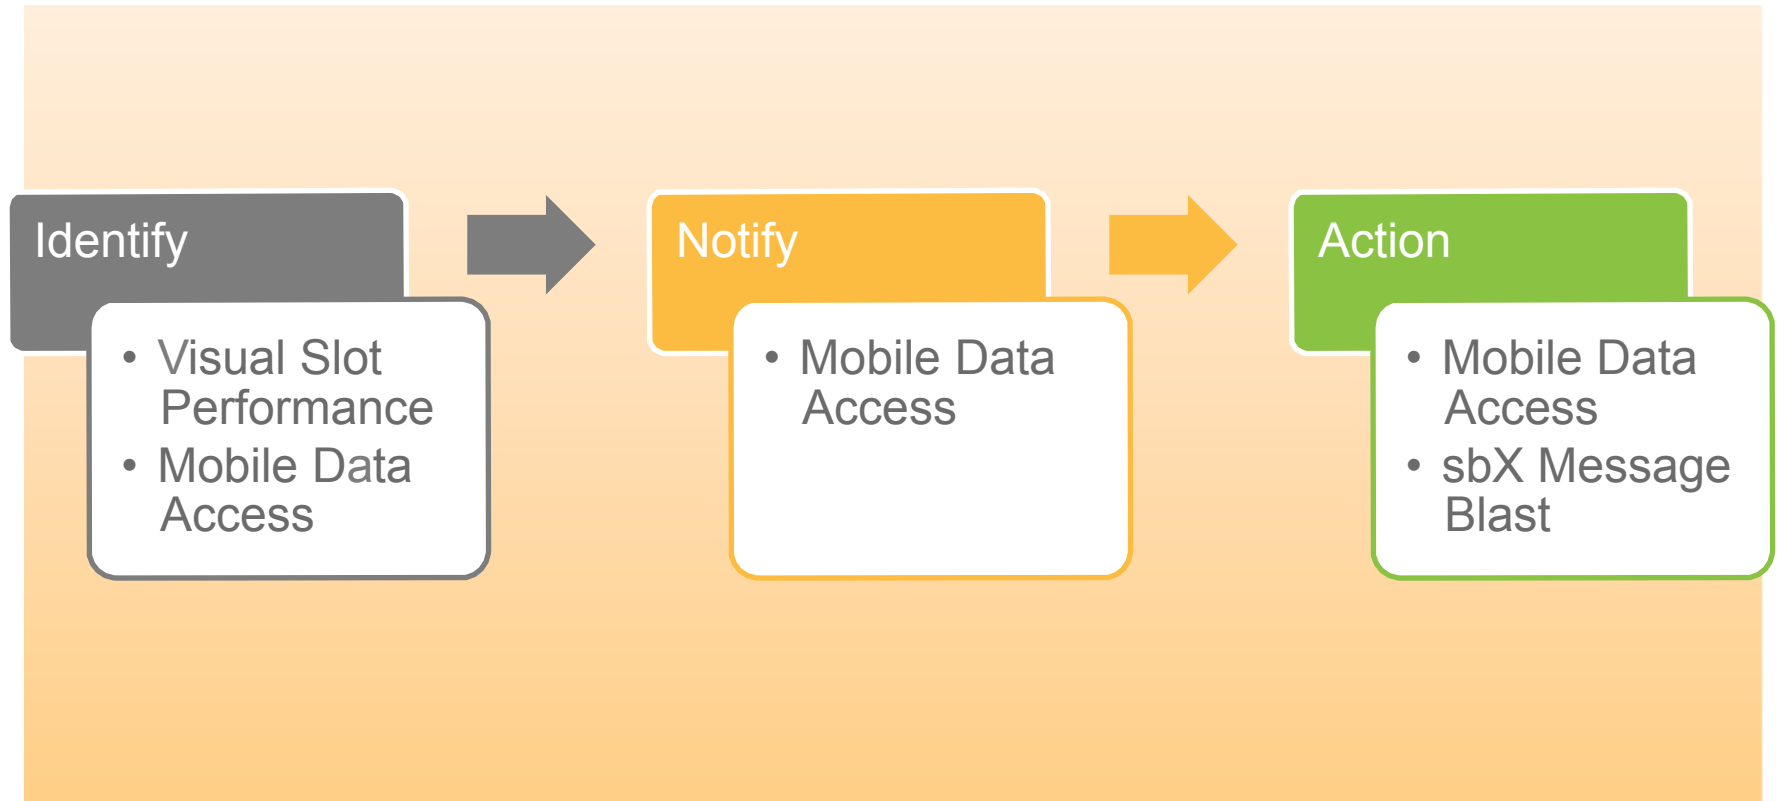 Identify
• Visual Slot
Performance
• Mobile Data
Access
Notify
• Mobile Data
Access
Action
• Mobile Data
Access
• sbX Message
Blast